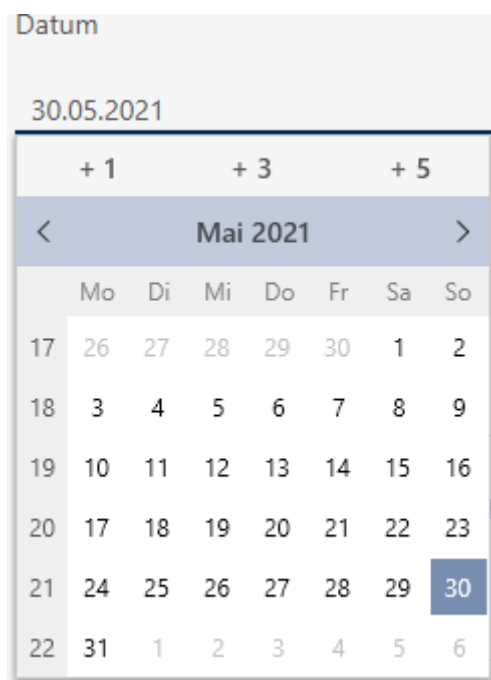 Datum
30.05.2021
+ 1 + 3 + 5
< Mai 2021 >
Mo Di Mi Do Fr Sa So
17 26 27 28 29 30 1 2
18 3 4 5 6 7 8 9
19 10 11 12 13 14 15 16
20 17 18 19 20 21 22 23
21 24 25 26 27 28 29 30
22 31 1 2 3 4 5 6